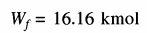 W_f = 16.16 kmol